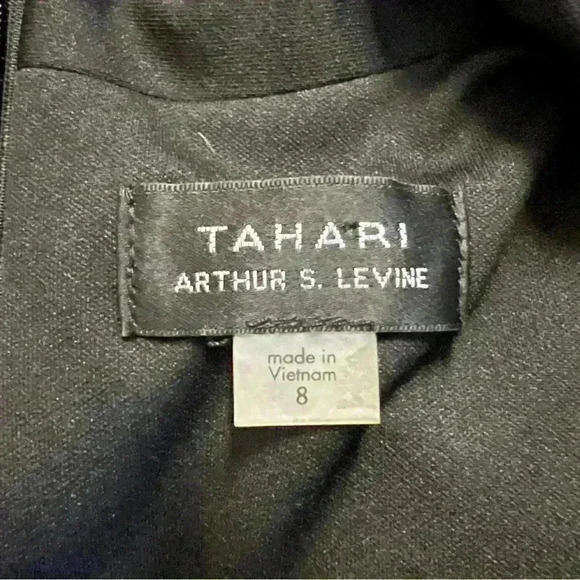 TAHARI
ARTHUR S. LEVINE
made in
Vietnam
8